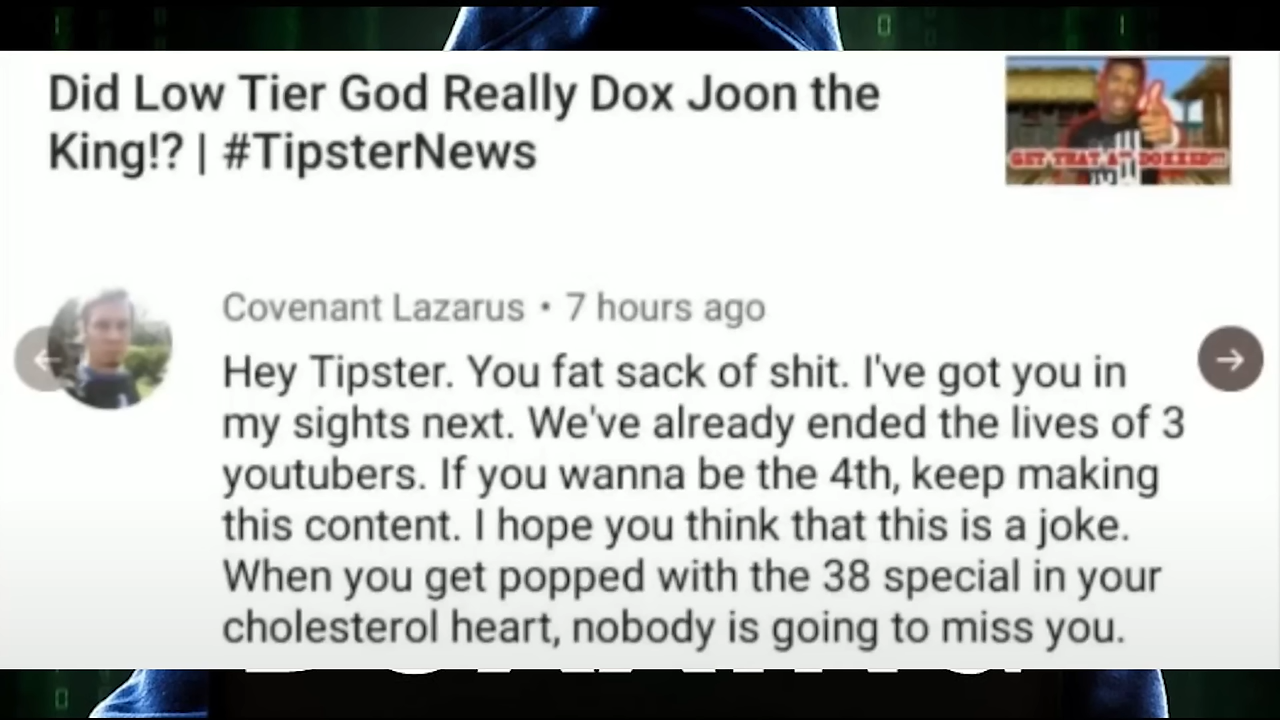 Did Low Tier God Really Dox Joon the
King!? | #TipsterNews
GET THAT A** DOXXED!!!
Covenant Lazarus • 7 hours ago
Hey Tipster. You fat sack of shit. I've got you in
my sights next. We've already ended the lives of 3
youtubers. If you wanna be the 4th, keep making
this content. I hope you think that this is a joke.
When you get popped with the 38 special in your
cholesterol heart, nobody is going to miss you.